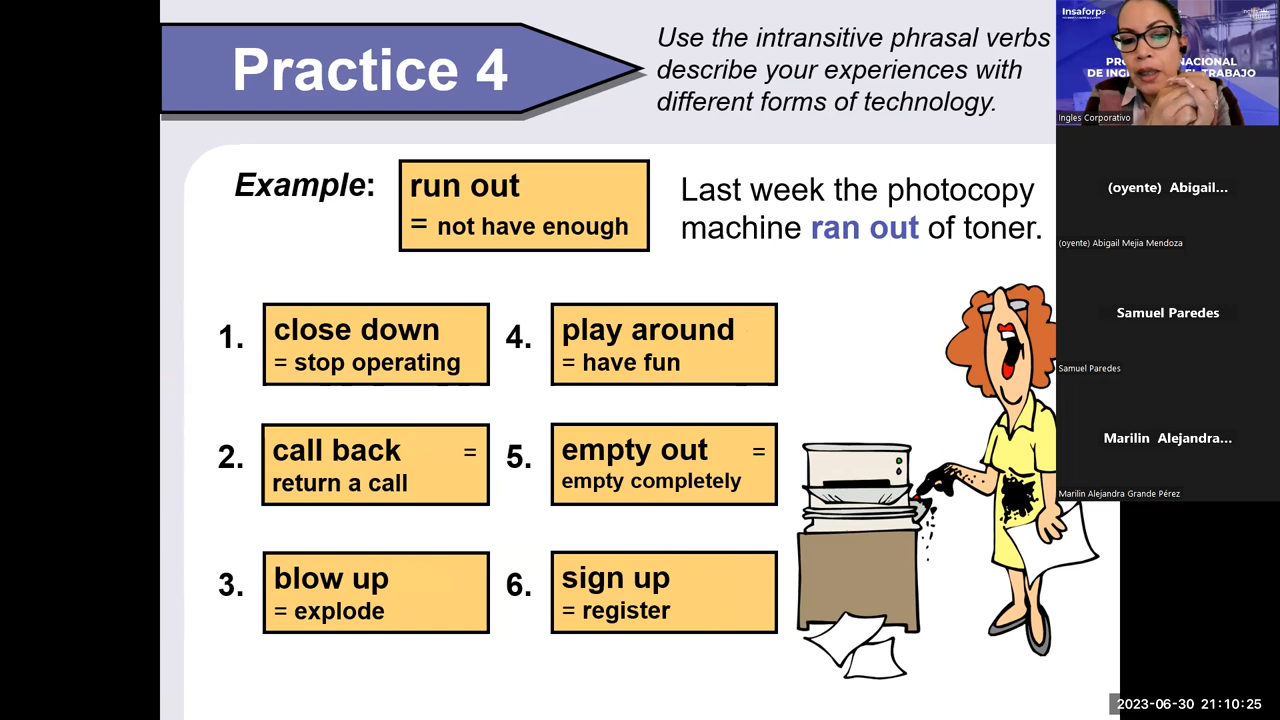 Practice 4
Use the intransitive phrasal verbs
describe your experiences with
different forms of technology.
Example:
run out
= not have enough
Last week the photocopy
machine ran out of toner.
1.
close down
= stop operating
2.
call back =
return a call
3.
blow up
= explode
4.
play around
= have fun
5.
empty out =
empty completely
6.
sign up
= register
Insaforp
NACIONAL
DE ING
EL TRABAJO
Ingles Corporativo
(oyente) Abigail...
(oyente) Abigail Mejia Mendoza
Samuel Paredes
Samuel Paredes
Marilin Alejandra...
Marilin Alejandra Grande Pérez
2023-06-30 21:10:25